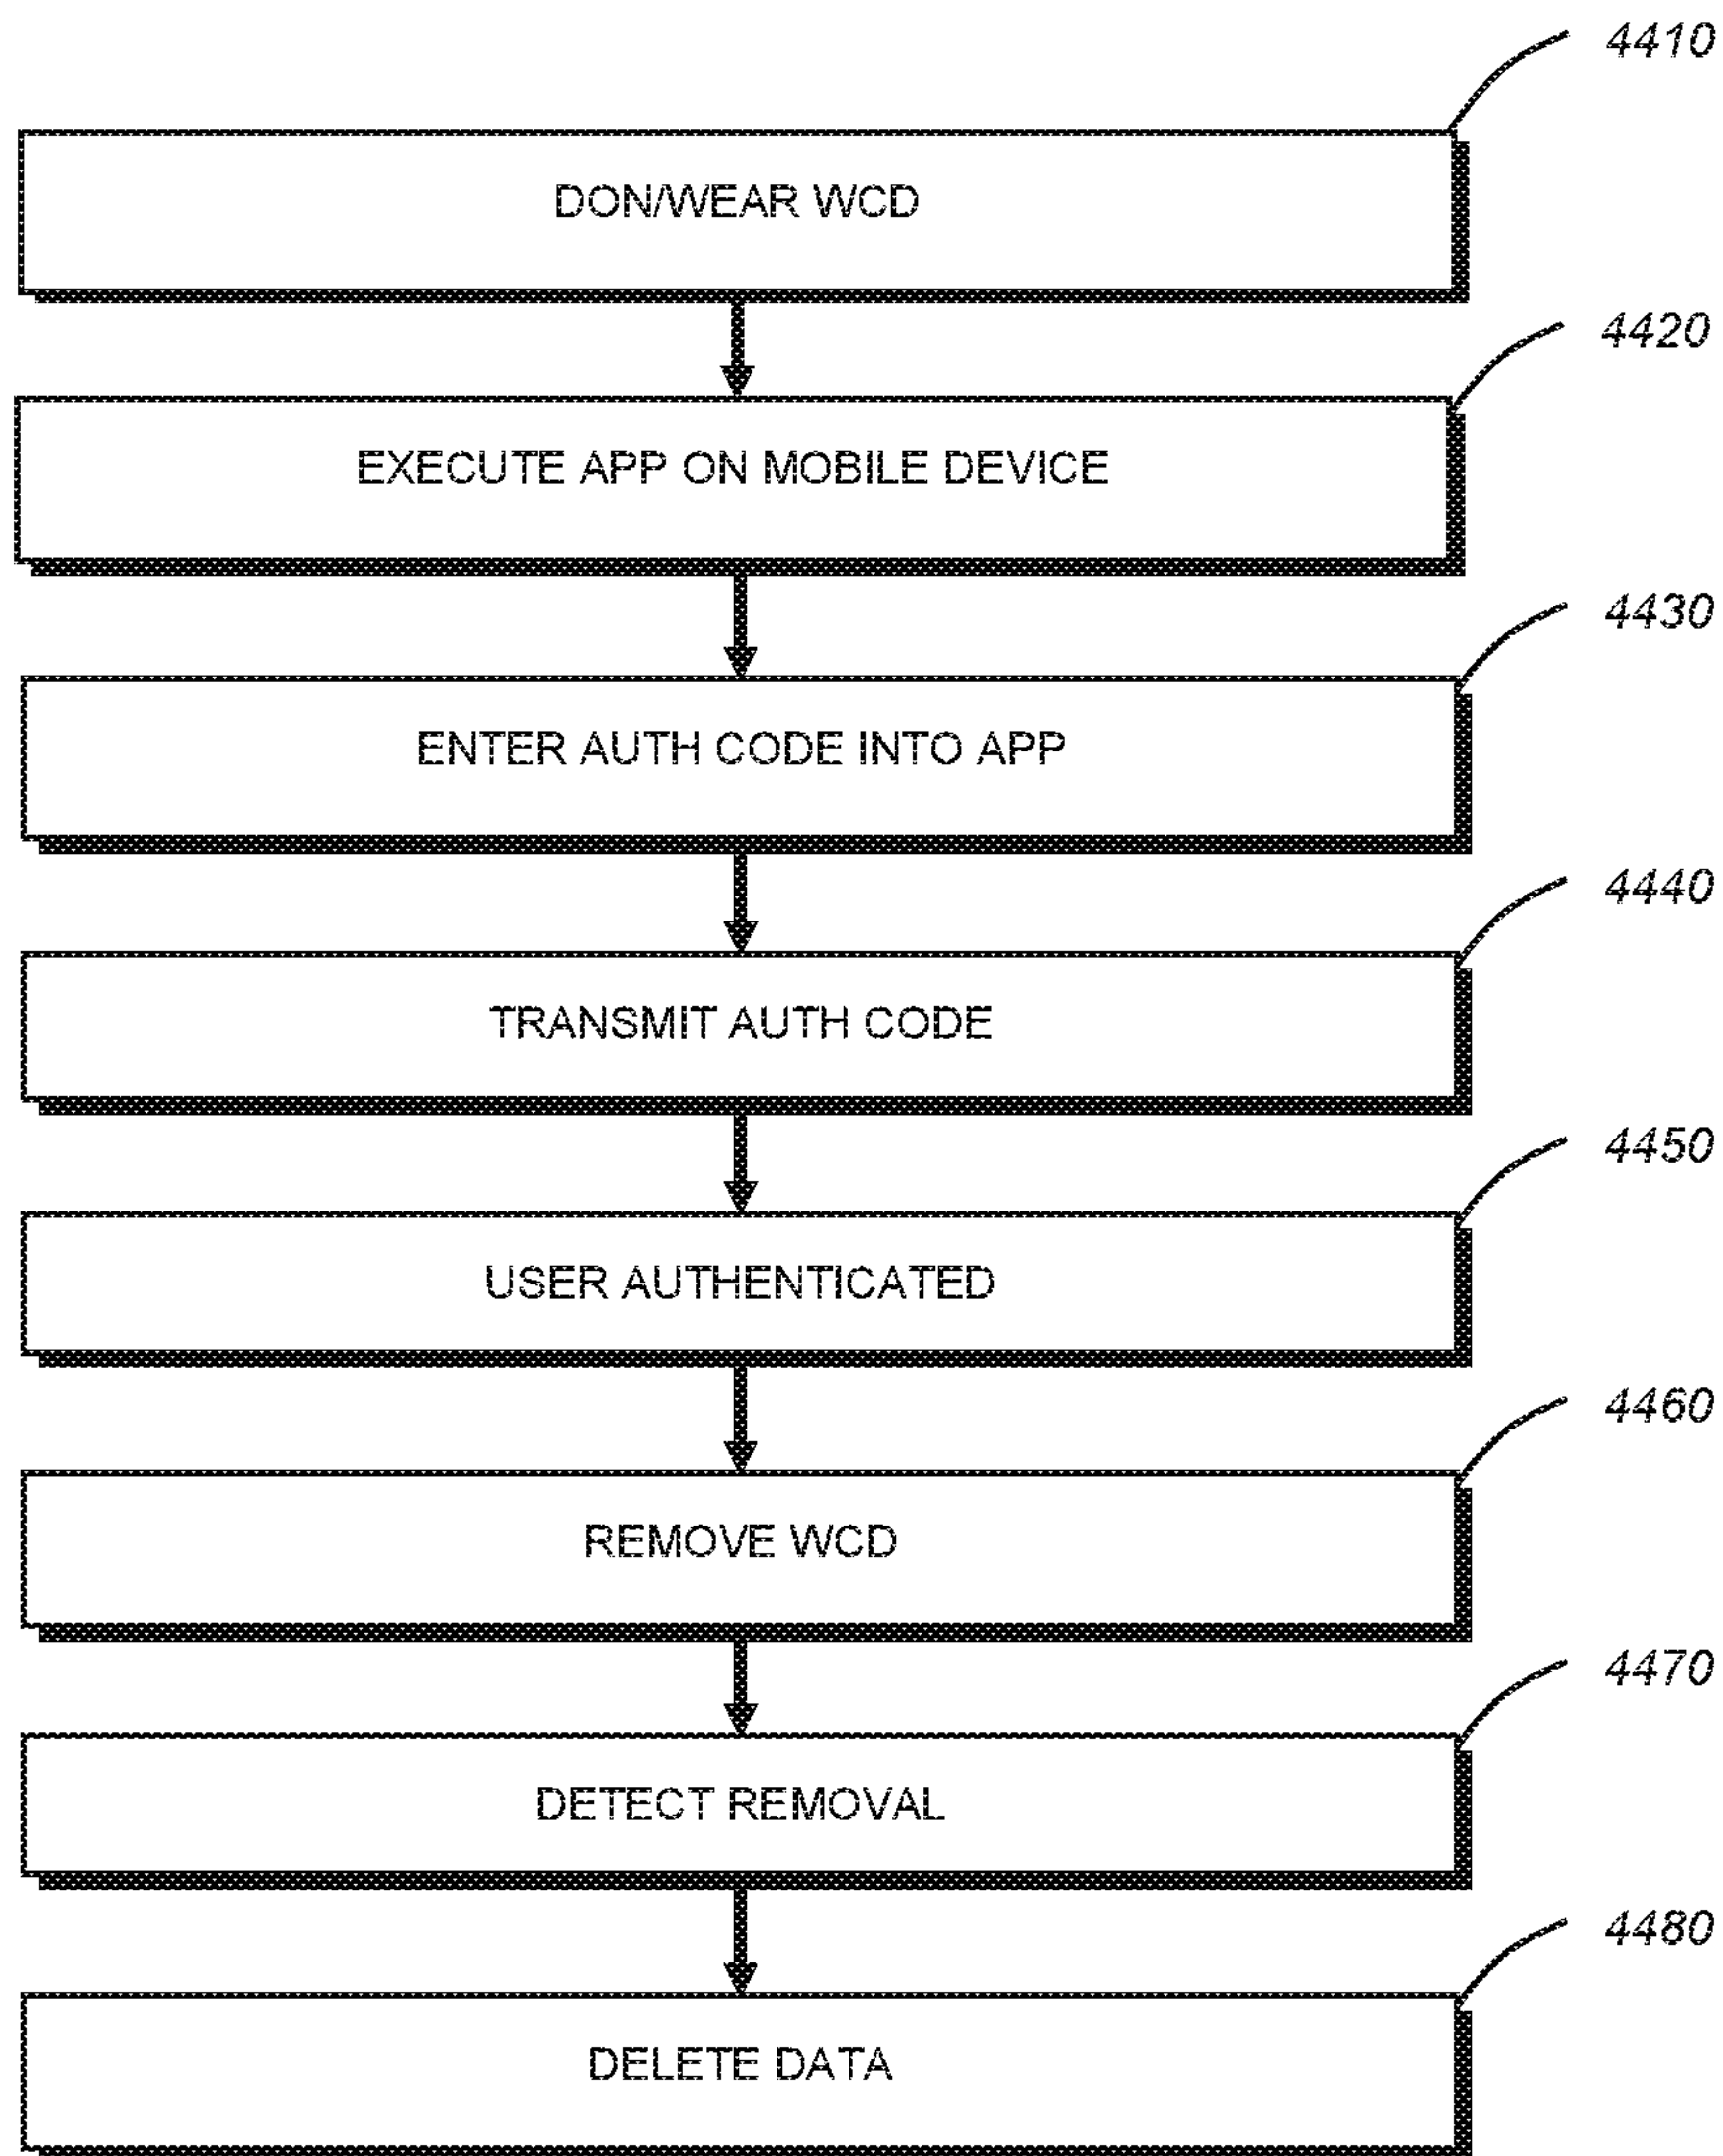 4410
DON/WEAR WCD
4420
EXECUTE APP ON MOBILE DEVICE
4430
ENTER AUTH CODE INTO APP
4440
TRANSMIT AUTH CODE
4450
USER AUTHENTICATED
4460
REMOVE WCD
4470
DETECT REMOVAL
4480
DELETE DATA